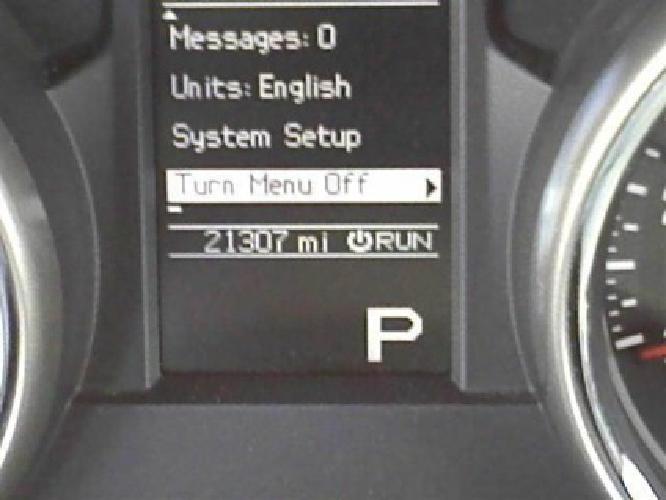 Messages: 0
Units: English
System Setup
Turn Menu Off
21307 mi RUN
P